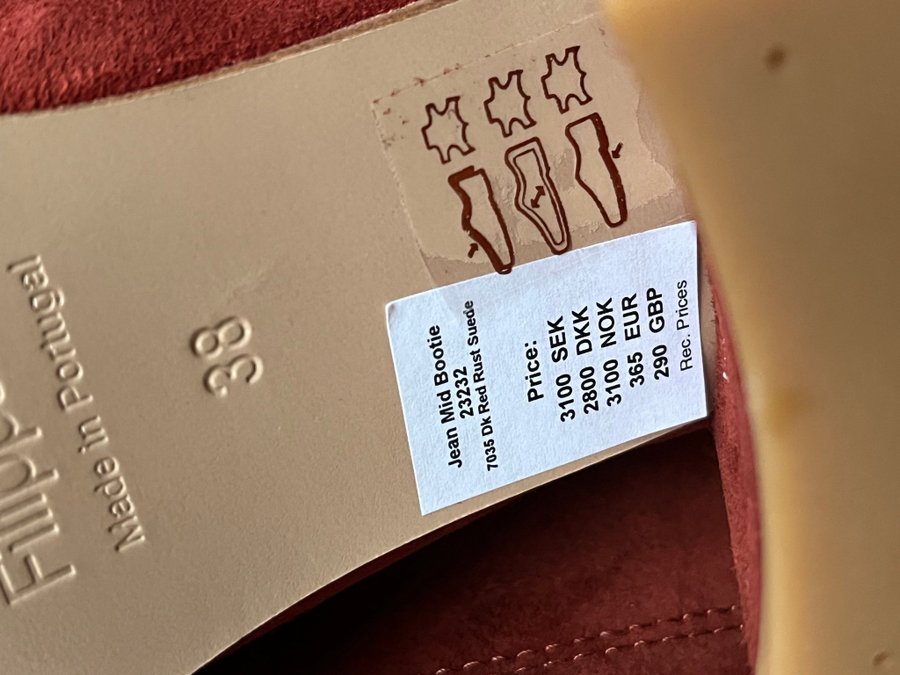 Filipp
Made in Portugal
38
Jean Mid Bootie
23232
7035 Dk Red Rust Suede
Price:
3100 SEK
2800 DKK
3100 NOK
365 EUR
290 GBP
Rec. Prices